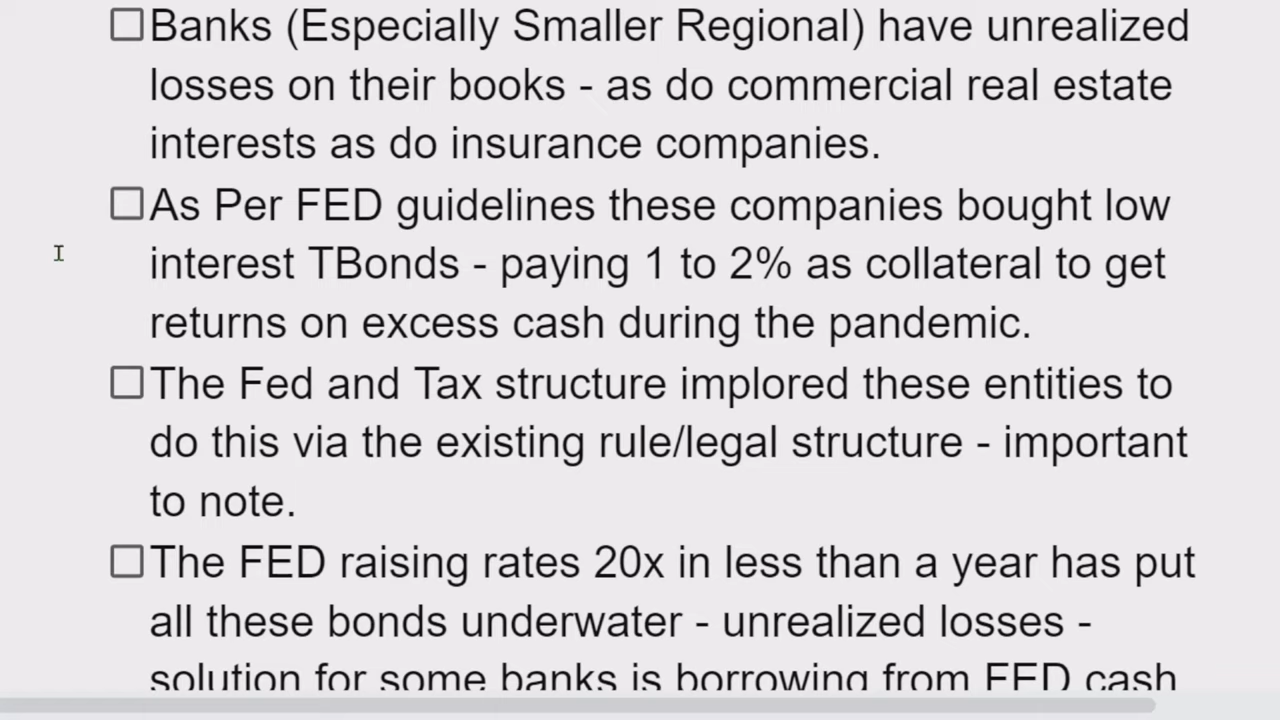 Banks (Especially Smaller Regional) have unrealized
losses on their books - as do commercial real estate
interests as do insurance companies.
As Per FED guidelines these companies bought low
interest TBonds - paying 1 to 2% as collateral to get
returns on excess cash during the pandemic.
The Fed and Tax structure implored these entities to
do this via the existing rule/legal structure - important
to note.
The FED raising rates 20x in less than a year has put
all these bonds underwater - unrealized losses -
solution for some banks is borrowing from FED cash